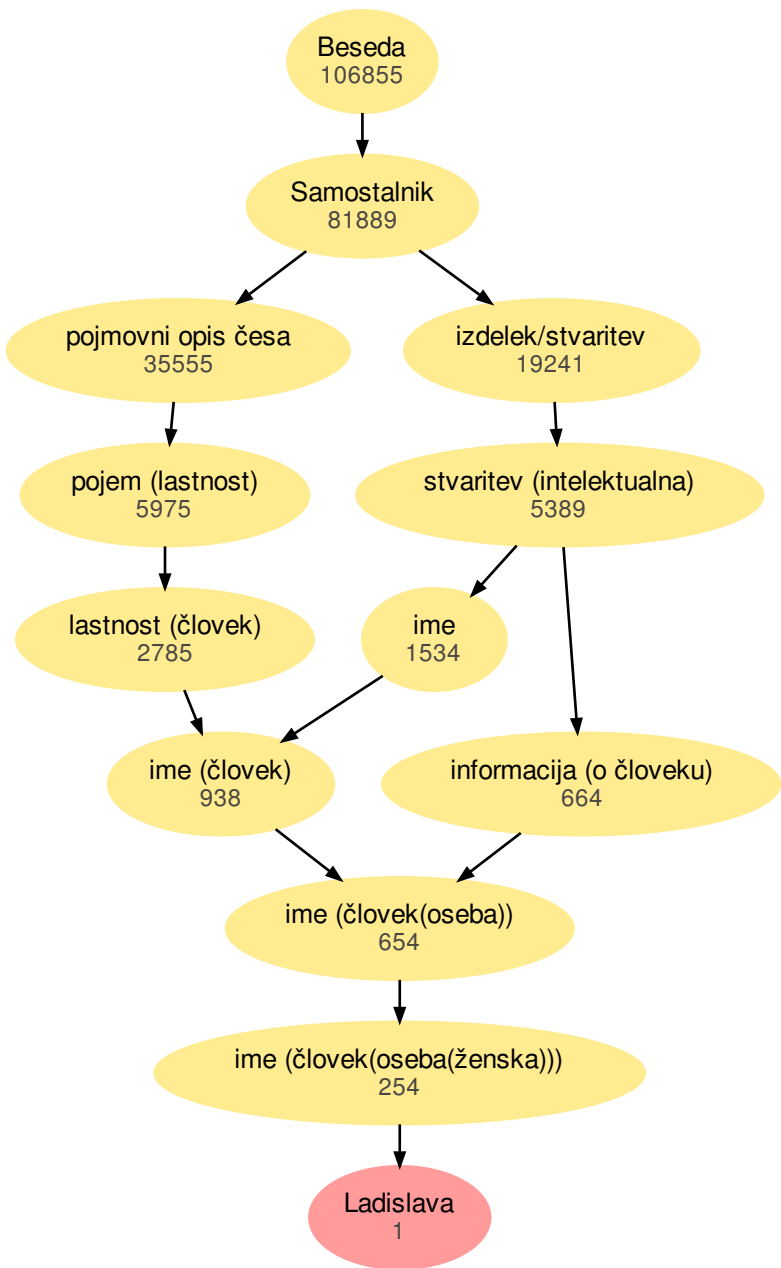 Beseda
106855
Samostalnik
81889
pojmovni opis česa
35555
izdelek/stvaritev
19241
pojem (lastnost)
5975
stvaritev (intelektualna)
5389
lastnost (človek)
2785
ime
1534
ime (človek)
938
informacija (o človeku)
664
ime (človek(oseba))
654
ime (človek(oseba(ženska)))
254
Ladislava
1